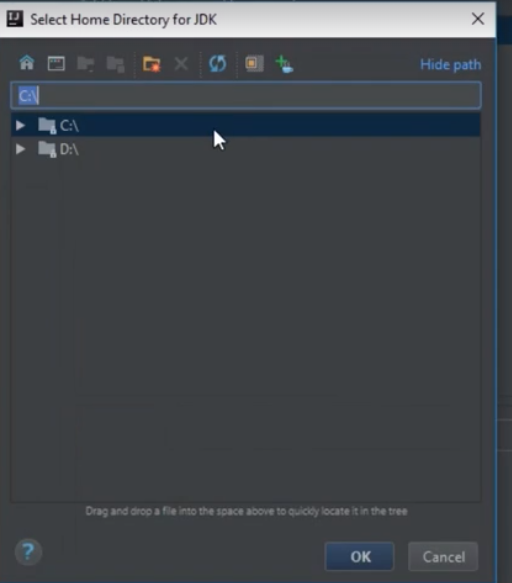 Select Home Directory for JDK
Hide path
C:\
C:\
D:\
Drag and drop a file into the space above to quickly locate it in the tree
?
OK
Cancel